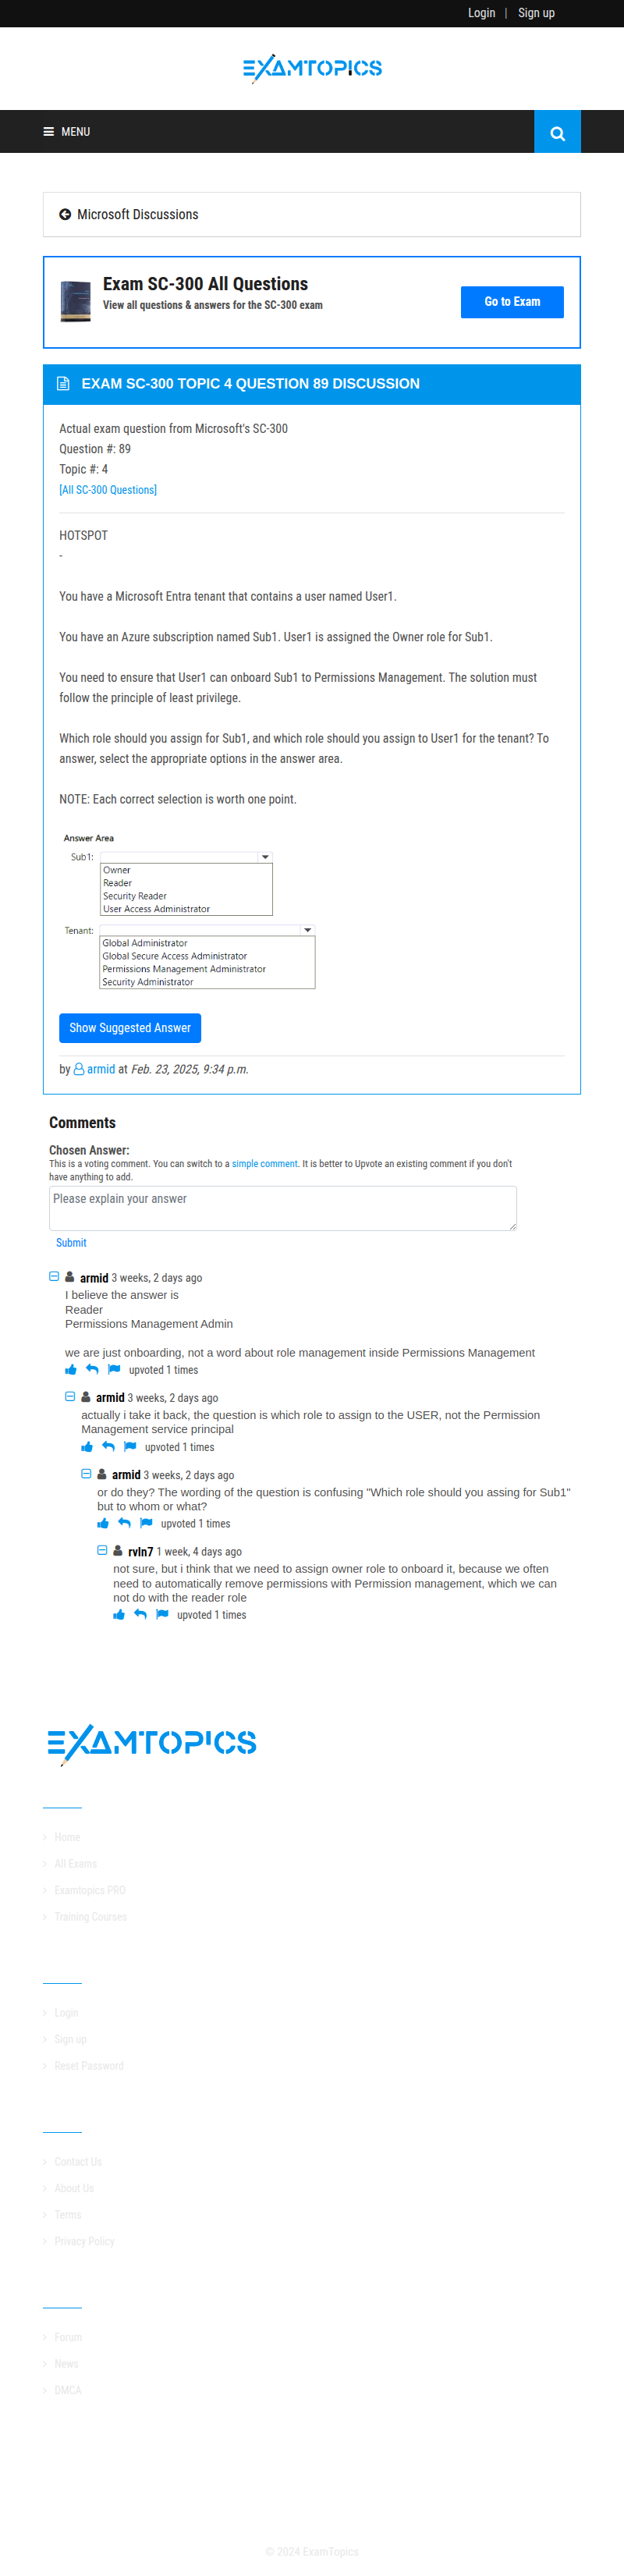 Login | Sign up
EXAMTOPICS
MENU
Microsoft Discussions
Exam SC-300 All Questions
View all questions & answers for the SC-300 exam
Go to Exam
EXAM SC-300 TOPIC 4 QUESTION 89 DISCUSSION
Actual exam question from Microsoft's SC-300
Question #: 89
Topic #: 4
[All SC-300 Questions]
HOTSPOT
-
You have a Microsoft Entra tenant that contains a user named User1.
You have an Azure subscription named Sub1. User1 is assigned the Owner role for Sub1.
You need to ensure that User1 can onboard Sub1 to Permissions Management. The solution must
follow the principle of least privilege.
Which role should you assign for Sub1, and which role should you assign to User1 for the tenant? To
answer, select the appropriate options in the answer area.
NOTE: Each correct selection is worth one point.
Answer Area
Sub1:
Owner
Reader
Security Reader
User Access Administrator
Tenant:
Global Administrator
Global Secure Access Administrator
Permissions Management Administrator
Security Administrator
Show Suggested Answer
by armid at Feb. 23, 2025, 9:34 p.m.
Comments
Chosen Answer:
This is a voting comment. You can switch to a simple comment. It is better to Upvote an existing comment if you don't
have anything to add.
Please explain your answer
Submit
armid 3 weeks, 2 days ago
I believe the answer is
Reader
Permissions Management Admin
we are just onboarding, not a word about role management inside Permissions Management
upvoted 1 times
armid 3 weeks, 2 days ago
actually i take it back, the question is which role to assign to the USER, not the Permission
Management service principal
upvoted 1 times
armid 3 weeks, 2 days ago
or do they? The wording of the question is confusing "Which role should you assing for Sub1"
but to whom or what?
upvoted 1 times
rvln7 1 week, 4 days ago
not sure, but i think that we need to assign owner role to onboard it, because we often
need to automatically remove permissions with Permission management, which we can
not do with the reader role
upvoted 1 times
EXAMTOPICS
Home
All Exams
Examtopics PRO
Training Courses
Login
Sign up
Reset Password
Contact Us
About Us
Terms
Privacy Policy
Forum
News
DMCA
© 2024 ExamTopics